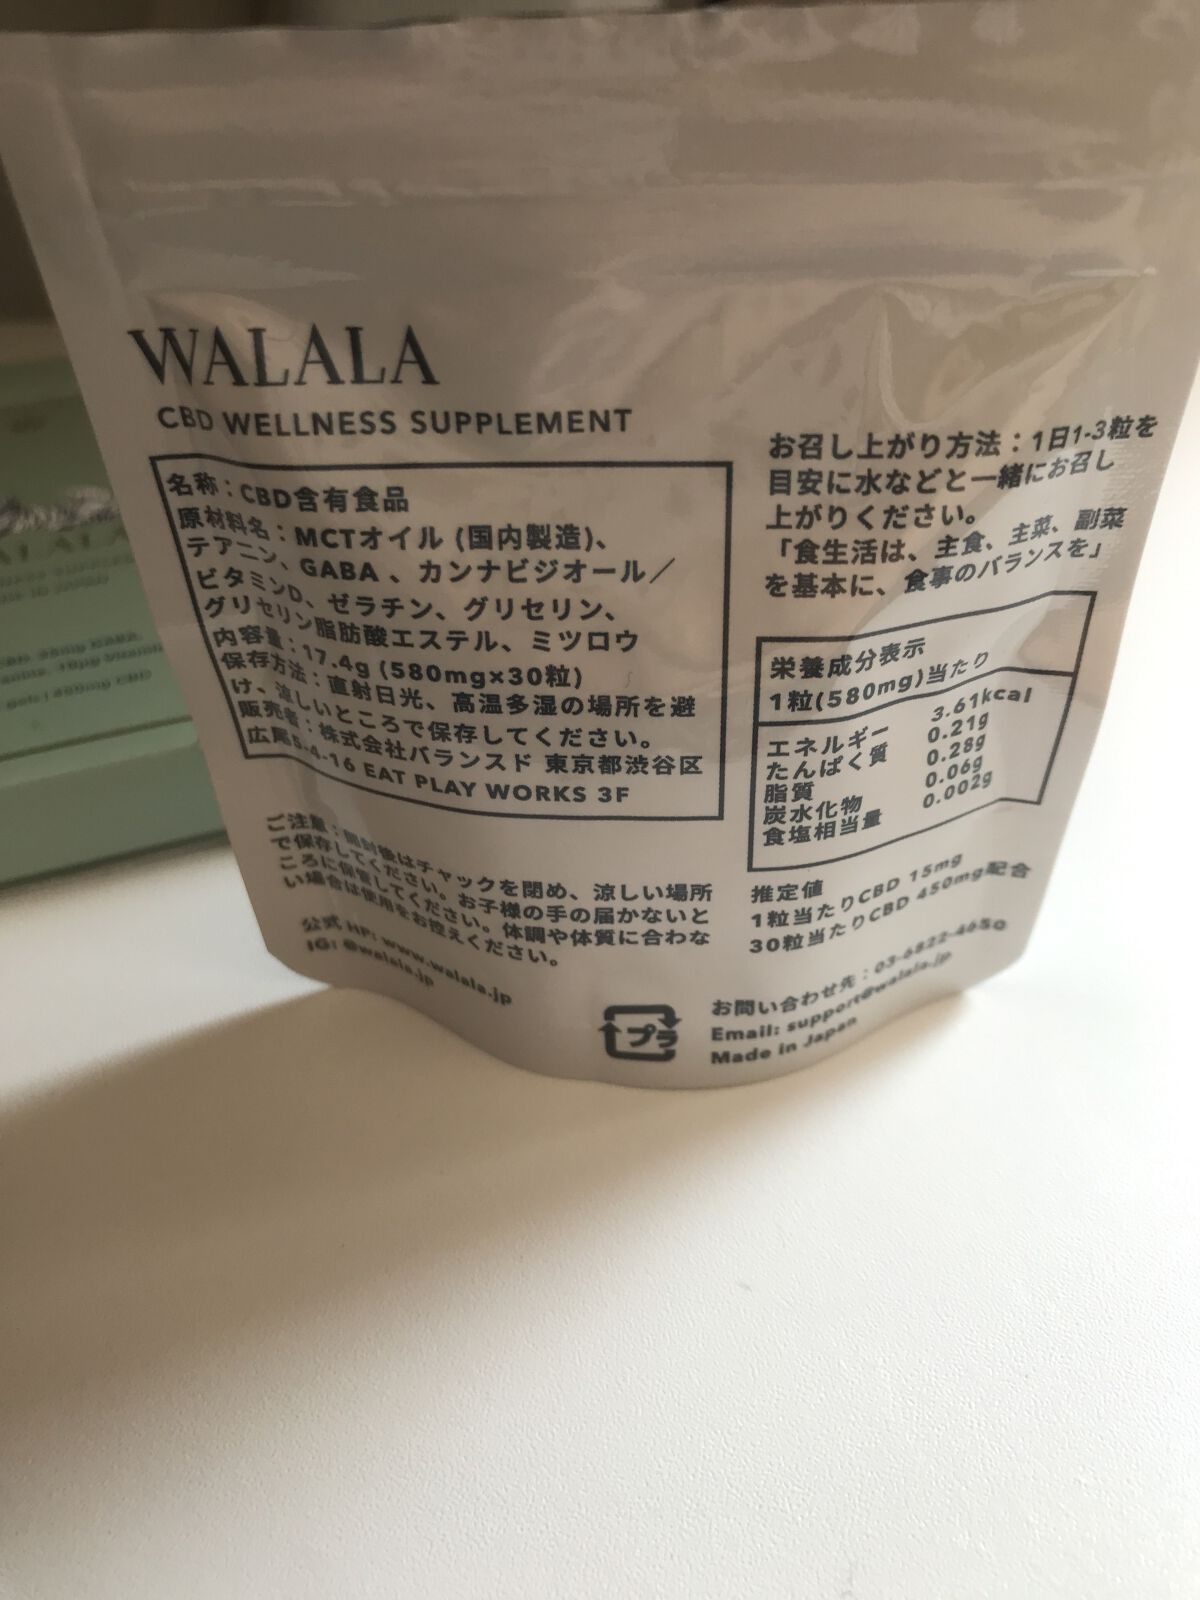 WALALA
CBD WELLNESS SUPPLEMENT
名称：CBD含有食品
原材料名：MCTオイル (国内製造)、
テアニン、GABA 、カンナビジオール／
ビタミンD、ゼラチン、グリセリン、
グリセリン脂肪酸エステル、ミツロウ
内容量：17.4g (580mg×30粒)
保存方法：直射日光、高温多湿の場所を避
け、涼しいところで保存してください。
販売者：株式会社バランスド 東京都渋谷区
広尾5-4-16 EAT PLAY WORKS 3F
ご注意：開封後はチャックを閉め、涼しい場所
で保存してください。お子様の手の届かないと
ころに保管してください。体調や体質に合わな
い場合は使用をお控えください。
公式 HP: www.walala.jp
IG: @walala.jp
お召し上がり方法：1日1-3粒を
目安に水などと一緒にお召し
上がりください。
「食生活は、主食、主菜、副菜
を基本に、食事のバランスを」
栄養成分表示
1粒(580mg)当たり
エネルギー 3.61kcal
たんぱく質 0.21g
脂質 0.28g
炭水化物 0.06g
食塩相当量 0.002g
推定値
1粒当たりCBD 15mg
30粒当たりCBD 450mg配合
お問い合わせ先：03-6822-4650
Email: support@walala.jp
Made in Japan
プラ